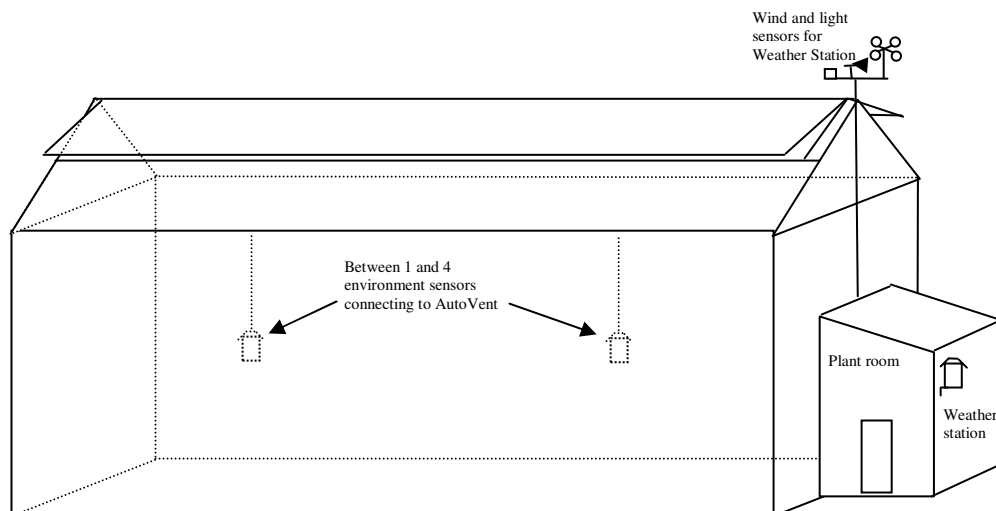 Wind and light
sensors for
Weather Station
Between 1 and 4
environment sensors
connecting to AutoVent
Plant room
Weather
station